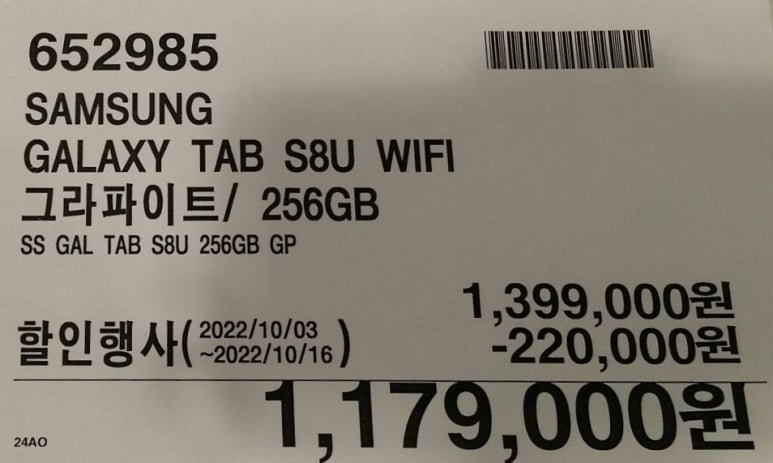 652985
SAMSUNG
GALAXY TAB S8U WIFI
그라파이트/ 256GB
SS GAL TAB S8U 256GB GP
1,399,000원
할인행사(2022/10/03
~2022/10/16)
-220,000원
1,179,000원
24AO